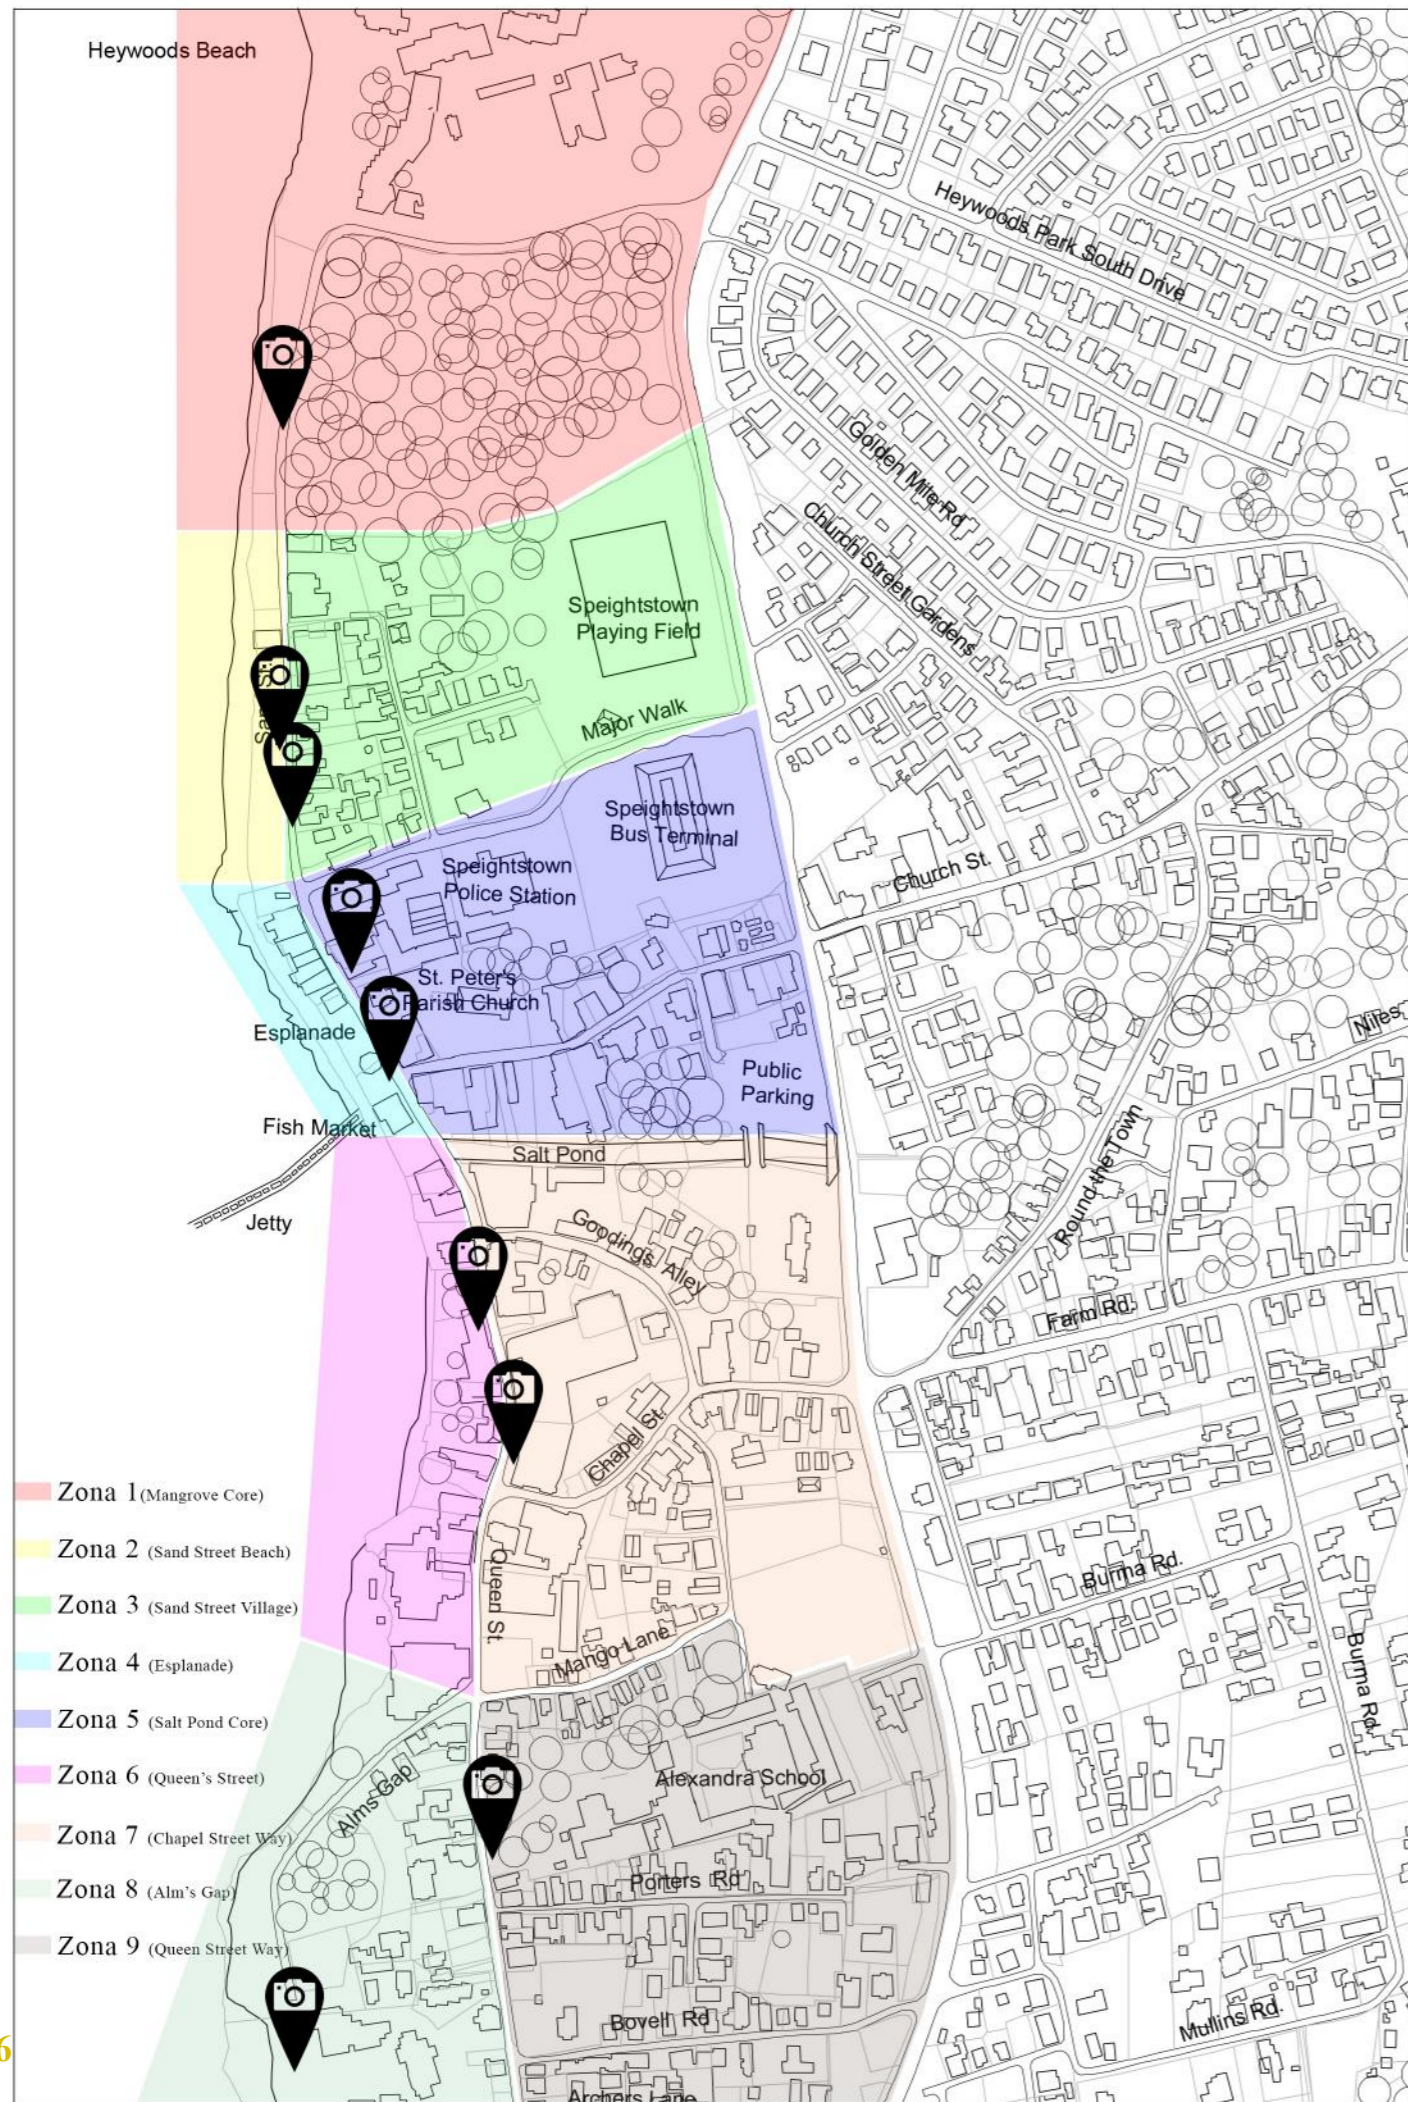 Heywoods Beach
Heywoods Park South Drive
Golden Mile Rd
Church Street Gardens
Speightstown
Playing Field
Major Walk
Speightstown
Bus Terminal
Speightstown
Police Station
Church St.
St. Peter's
Parish Church
Esplanade
Niles
Public
Parking
Fish Market
Salt Pond
Jetty
Goodings Alley
Round the Town
Farm Rd.
Chapel St.
Queen St.
Burma Rd.
Mango Lane
Burma Rd.
Alms Gap
Alexandra School
Porters Rd
Bovell Rd
Mullins Rd.
Archers Lane
Zona 1 (Mangrove Core)
Zona 2 (Sand Street Beach)
Zona 3 (Sand Street Village)
Zona 4 (Esplanade)
Zona 5 (Salt Pond Core)
Zona 6 (Queen's Street)
Zona 7 (Chapel Street Way)
Zona 8 (Alm's Gap)
Zona 9 (Queen Street Way)
6